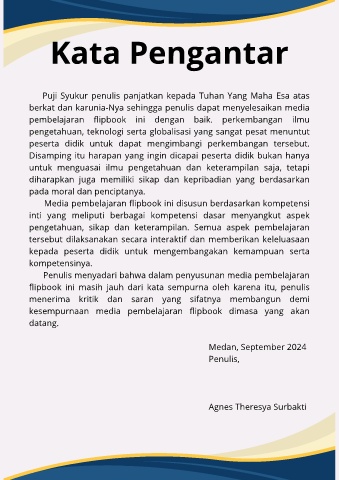 Kata Pengantar
Puji Syukur penulis panjatkan kepada Tuhan Yang Maha Esa atas
berkat dan karunia-Nya sehingga penulis dapat menyelesaikan media
pembelajaran flipbook ini dengan baik. perkembangan ilmu
pengetahuan, teknologi serta globalisasi yang sangat pesat menuntut
peserta didik untuk dapat mengimbangi perkembangan tersebut.
Disamping itu harapan yang ingin dicapai peserta didik bukan hanya
untuk menguasai ilmu pengetahuan dan keterampilan saja, tetapi
diharapkan juga memiliki sikap dan kepribadian yang berdasarkan
pada moral dan penciptanya.
Media pembelajaran flipbook ini disusun berdasarkan kompetensi
inti yang meliputi berbagai kompetensi dasar menyangkut aspek
pengetahuan, sikap dan keterampilan. Semua aspek pembelajaran
tersebut dilaksanakan secara interaktif dan memberikan keleluasaan
kepada peserta didik untuk mengembangakan kemampuan serta
kompetensinya.
Penulis menyadari bahwa dalam penyusunan media pembelajaran
flipbook ini masih jauh dari kata sempurna oleh karena itu, penulis
menerima kritik dan saran yang sifatnya membangun demi
kesempurnaan media pembelajaran flipbook dimasa yang akan
datang.
Medan, September 2024
Penulis,
Agnes Theresya Surbakti